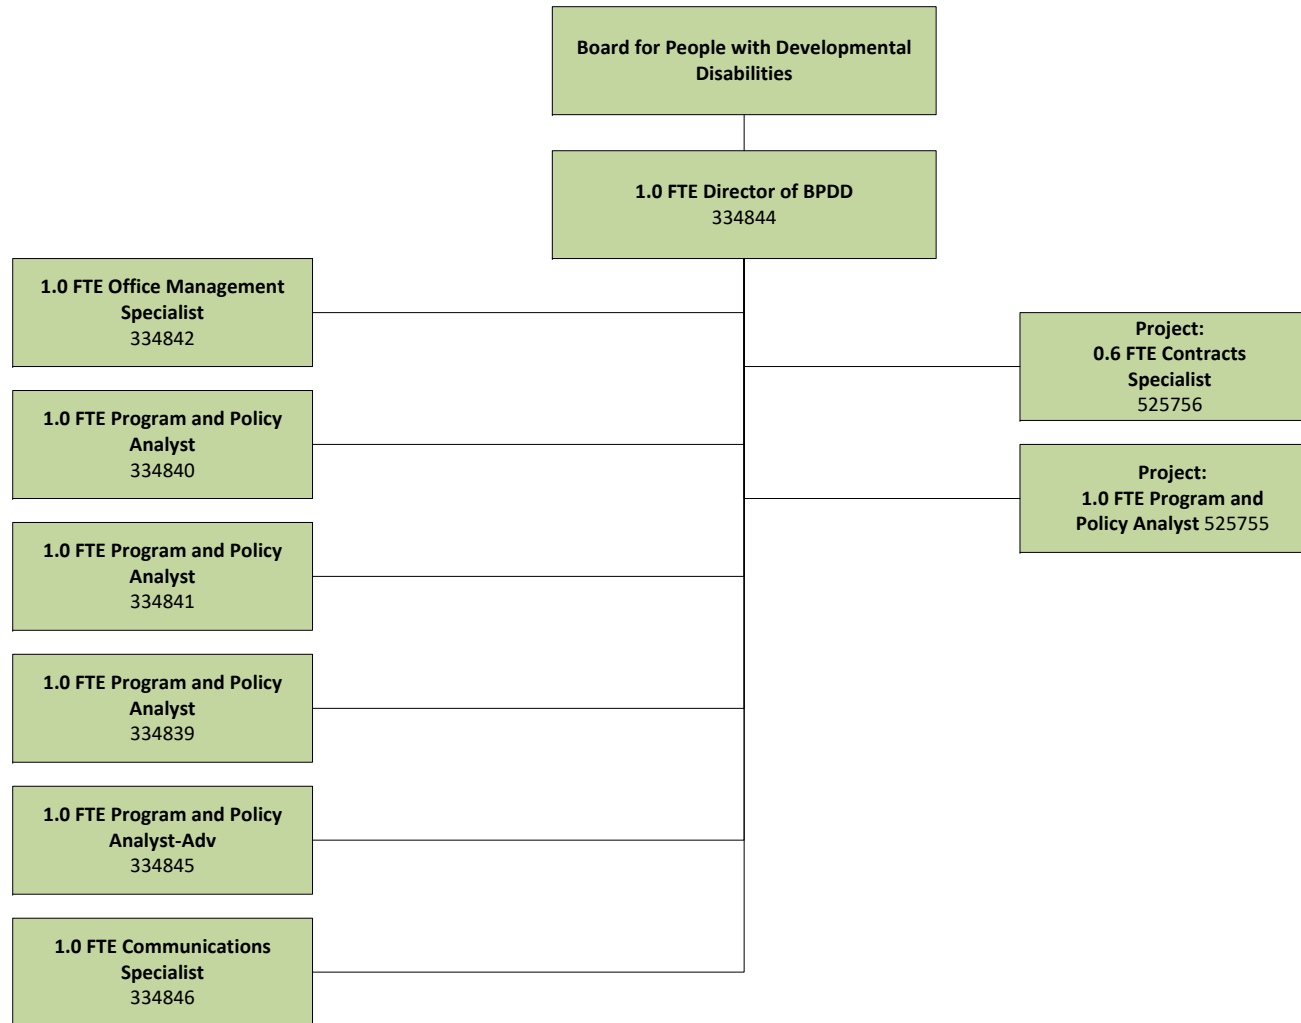 Board for People with Developmental
Disabilities
1.0 FTE Director of BPDD
334844
1.0 FTE Office Management
Specialist
334842
1.0 FTE Program and Policy
Analyst
334840
1.0 FTE Program and Policy
Analyst
334841
1.0 FTE Program and Policy
Analyst
334839
1.0 FTE Program and Policy
Analyst-Adv
334845
1.0 FTE Communications
Specialist
334846
Project:
0.6 FTE Contracts
Specialist
525756
Project:
1.0 FTE Program and
Policy Analyst 525755